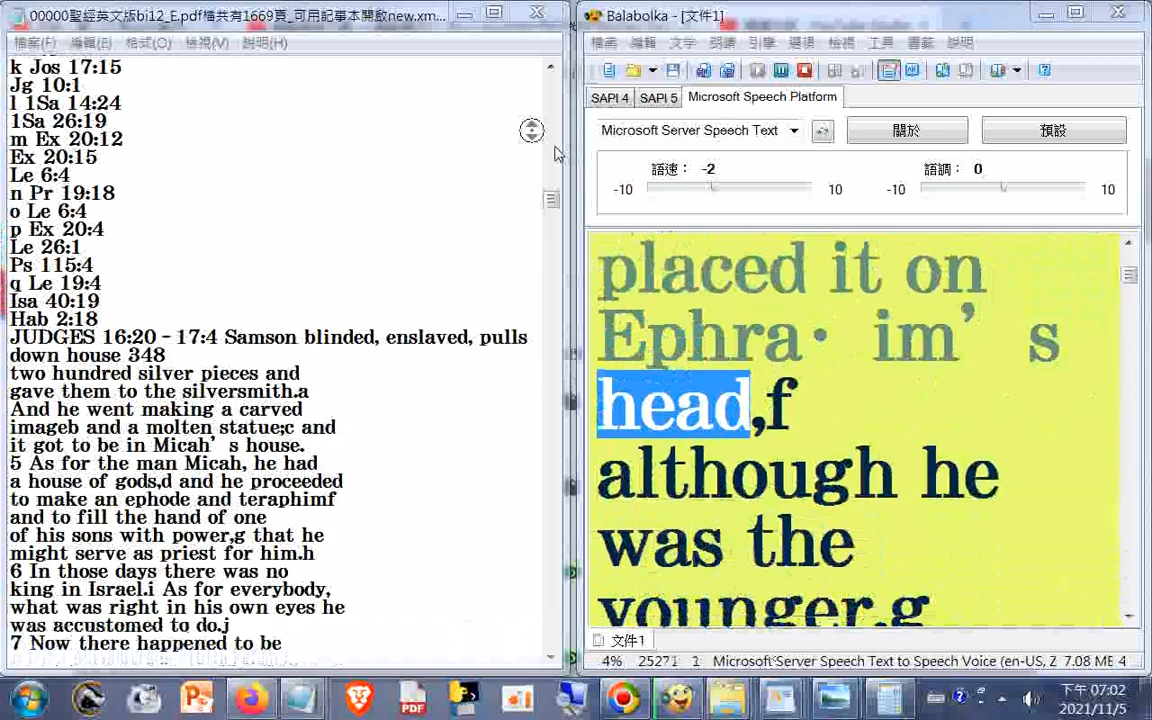 00000聖經英文版bi12_E.pdf檔共有1669頁_可用記事本開啟new.xm...
檔案(F) 編輯(E) 格式(O) 檢視(V) 說明(H)
k Jos 17:15
Jg 10:1
l 1Sa 14:24
1Sa 26:19
m Ex 20:12
Ex 20:15
Le 6:4
n Pr 19:18
o Le 6:4
p Ex 20:4
Le 26:1
Ps 115:4
q Le 19:4
Isa 40:19
Hab 2:18
JUDGES 16:20 - 17:4 Samson blinded, enslaved, pulls
down house 348
two hundred silver pieces and
gave them to the silversmith.a
And he went making a carved
imageb and a molten statue;c and
it got to be in Micah’s house.
5 As for the man Micah, he had
a house of gods,d and he proceeded
to make an ephode and teraphimf
and to fill the hand of one
of his sons with power,g that he
might serve as priest for him.h
6 In those days there was no
king in Israel.i As for everybody,
what was right in his own eyes he
was accustomed to do.j
7 Now there happened to be
Balabolka - [文件1]
檔案 編輯 文字 朗讀 引擎 選項 檢視 工具 書籤 說明
SAPI 4 SAPI 5 Microsoft Speech Platform
Microsoft Server Speech Text 關於 預設
語速： -2 語調： 0
-10 10 -10 10
placed it on
Ephra· im’ s
head,f
although he
was the
younger,g
文件1
4% 25271 1 Microsoft Server Speech Text to Speech Voice (en-US, Z 7.08 ME 4
PDF
下午 07:02
2021/11/5